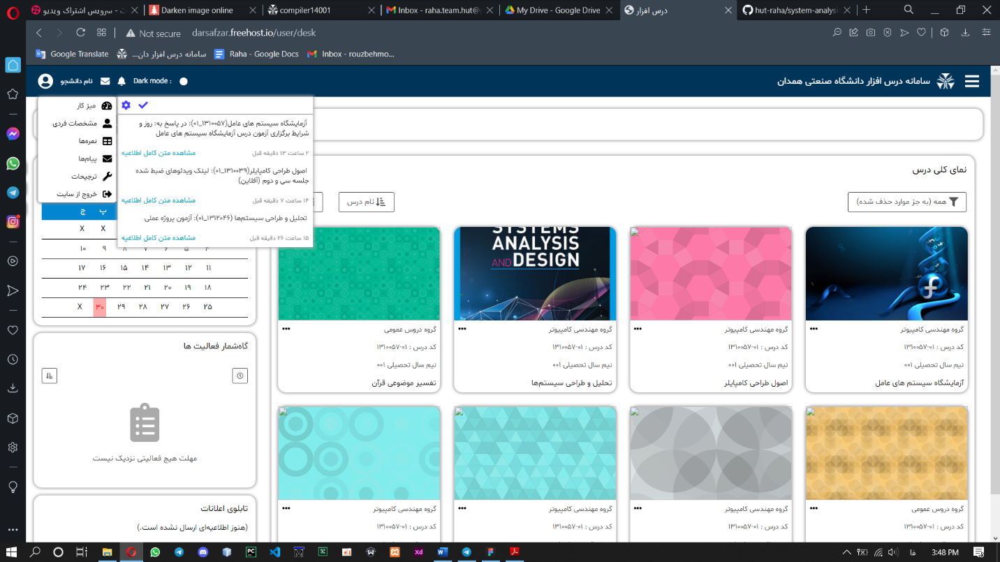 ت - سرویس اشتراک ویدیو
Darken image online
compiler14001
Inbox - raha.team.hut@
My Drive - Google Drive
درس افزار
hut-raha/system-analys
Not secure
darsafzar.freehost.io/user/desk
Google Translate
سامانه درس افزار دان...
Raha - Google Docs
Inbox - rouzbehmo...
سامانه درس افزار دانشگاه صنعتی همدان
Dark mode :
نام دانشجو
میز کار
مشخصات فردی
نمره‌ها
پیام‌ها
ترجیحات
خروج از سایت
آزمایشگاه سیستم های عامل(۱۳۱۰۰۵۷_۰۱): در پاسخ به: روز و
شرایط برگزاری آزمون درس آزمایشگاه سیستم های عامل
۲ ساعت ۱۳ دقیقه قبل
مشاهده متن کامل اطلاعیه
اصول طراحی کامپایلر(۱۳۱۰۰۳۹_۰۱): لینک ویدئوهای ضبط شده
جلسه سی و دوم (آفلاین)
۱۴ ساعت ۷ دقیقه قبل
مشاهده متن کامل اطلاعیه
تحلیل و طراحی سیستم‌ها (۱۳۱۲۰۴۶_۰۱): آزمون پروژه عملی
۱۵ ساعت ۲۶ دقیقه قبل
مشاهده متن کامل اطلاعیه
نمای کلی درس
همه (به جز موارد حذف شده)
نام درس
SYSTEMS
ANALYSIS
AND DESIGN
گروه مهندسی کامپیوتر
کد درس : ۰۱-۱۳۱۰۰۵۷
نیم سال تحصیلی ۰۰۱
آزمایشگاه سیستم های عامل
گروه مهندسی کامپیوتر
کد درس : ۰۱-۱۳۱۰۰۵۷
نیم سال تحصیلی ۰۰۱
اصول طراحی کامپایلر
گروه مهندسی کامپیوتر
کد درس : ۰۱-۱۳۱۰۰۵۷
نیم سال تحصیلی ۰۰۱
تحلیل و طراحی سیستم‌ها
گروه دروس عمومی
کد درس : ۰۱-۱۳۱۰۰۵۷
نیم سال تحصیلی ۰۰۱
تفسیر موضوعی قرآن
گروه دروس عمومی
کد درس : ۰۱-۱۳۱۰۰۵۷
گروه مهندسی کامپیوتر
کد درس : ۰۱-۱۳۱۰۰۵۷
گروه مهندسی کامپیوتر
کد درس : ۰۱-۱۳۱۰۰۵۷
گروه مهندسی کامپیوتر
کد درس : ۰۱-۱۳۱۰۰۵۷
پ ج
X X
۴ ۵ ۶ ۷ ۸ ۹ ۱۰
۱۱ ۱۲ ۱۳ ۱۴ ۱۵ ۱۶ ۱۷
۱۸ ۱۹ ۲۰ ۲۱ ۲۲ ۲۳ ۲۴
۲۵ ۲۶ ۲۷ ۲۸ ۲۹ ۳۰ X
گاه‌شمار فعالیت ها
مهلت هیچ فعالیتی نزدیک نیست
تابلوی اعلانات
(هنوز اطلاعیه‌ای ارسال نشده است.)
فا
3:48 PM